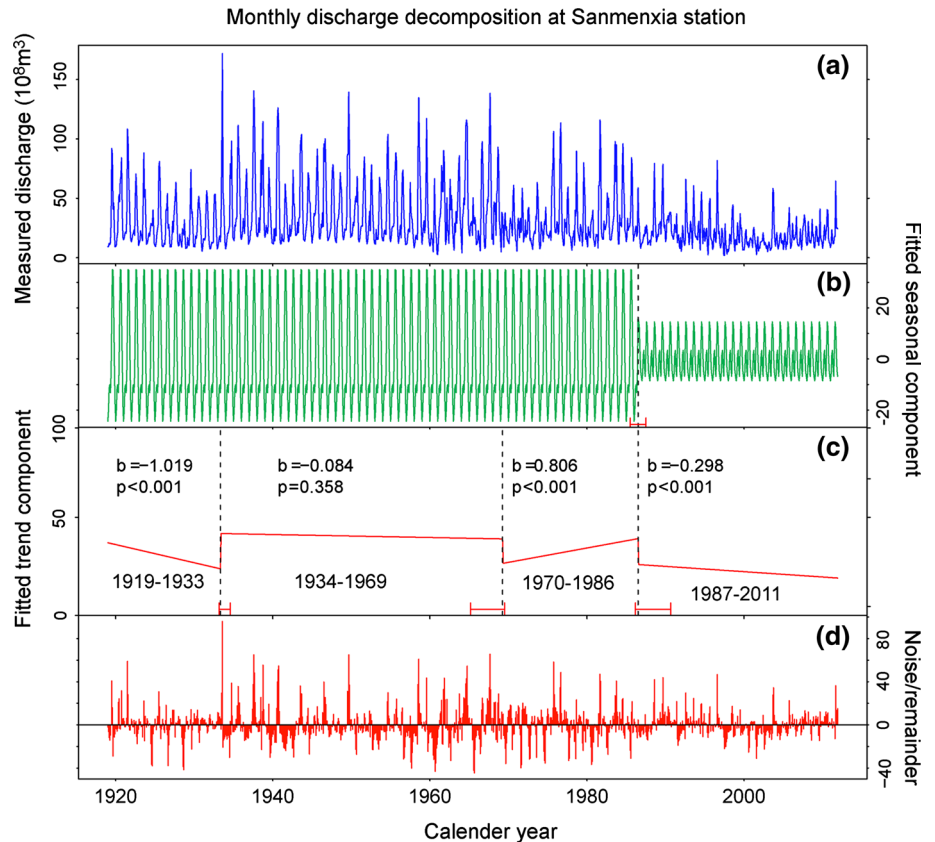 Monthly discharge decomposition at Sanmenxia station
Measured discharge (10⁸m³)
(a)
150
100
50
0
Fitted seasonal component
(b)
20
0
-20
Fitted trend component
(c)
100
50
0
b=-1.019
p<0.001
b=-0.084
p=0.358
b=0.806
p<0.001
b=-0.298
p<0.001
1919-1933
1934-1969
1970-1986
1987-2011
(d)
Noise/remainder
80
40
0
-40
1920
1940
1960
1980
2000
Calender year